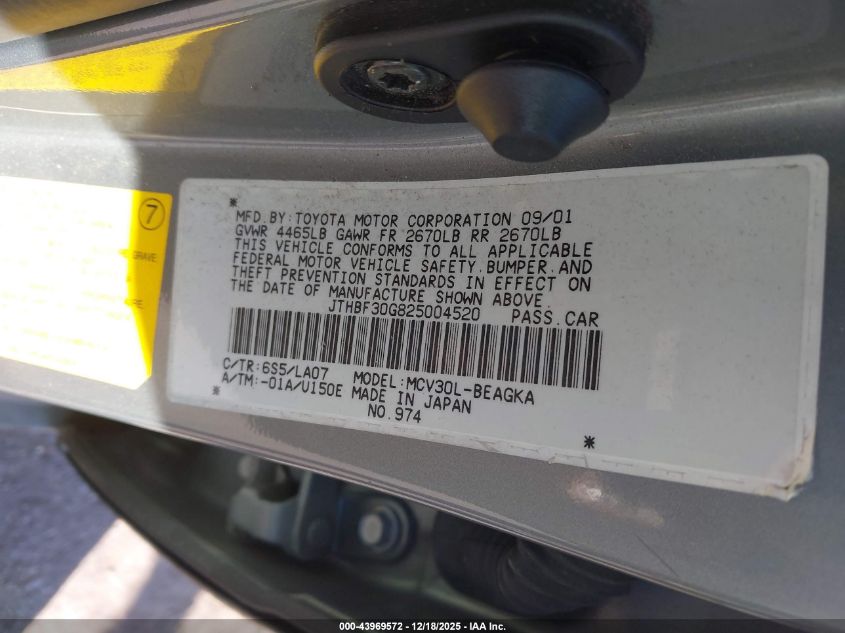 7
GRAVE.
*
MFD.BY:TOYOTA MOTOR CORPORATION 09/01
GVWR 4465LB GAWR FR 2670LB RR 2670LB
THIS VEHICLE CONFORMS TO ALL APPLICABLE
FEDERAL MOTOR VEHICLE SAFETY,BUMPER,AND
THEFT PREVENTION STANDARDS IN EFFECT ON
THE DATE OF MANUFACTURE SHOWN ABOVE.
JTHBF30G825004520 PASS.CAR
C/TR:6S5/LA07 MODEL:MCV30L-BEAGKA
A/TM:-01A/U150E MADE IN JAPAN
NO.974
*
*
000-43969572 - 12/18/2025 - IAA Inc.